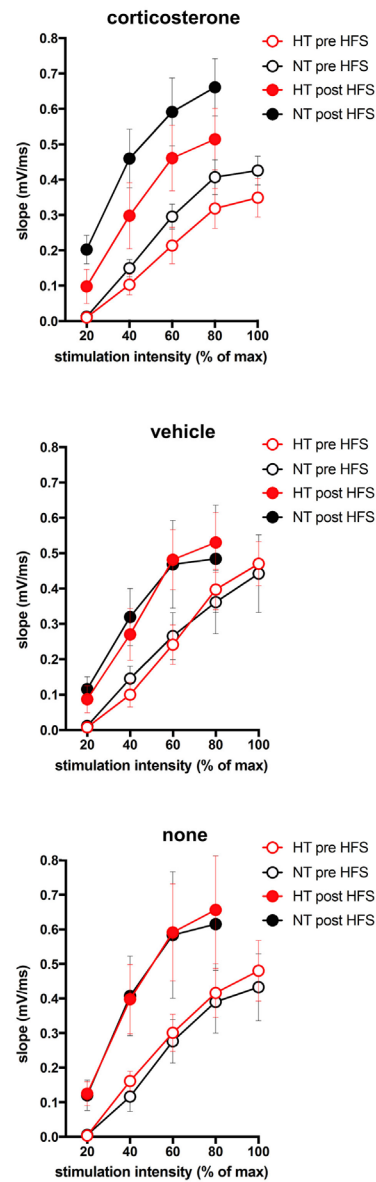 corticosterone
HT pre HFS
NT pre HFS
HT post HFS
NT post HFS
slope (mV/ms)
0.8
0.7
0.6
0.5
0.4
0.3
0.2
0.1
0.0
20 40 60 80 100
stimulation intensity (% of max)
vehicle
HT pre HFS
NT pre HFS
HT post HFS
NT post HFS
slope (mV/ms)
0.8
0.7
0.6
0.5
0.4
0.3
0.2
0.1
0.0
20 40 60 80 100
stimulation intensity (% of max)
none
HT pre HFS
NT pre HFS
HT post HFS
NT post HFS
slope (mV/ms)
0.8
0.7
0.6
0.5
0.4
0.3
0.2
0.1
0.0
20 40 60 80 100
stimulation intensity (% of max)